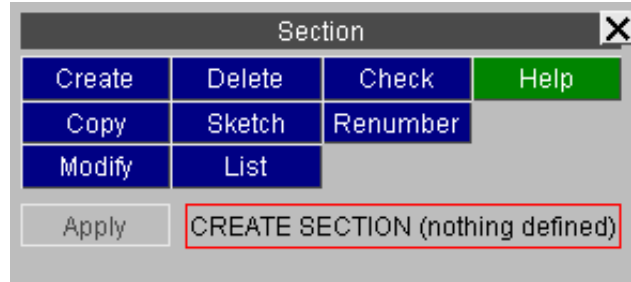 Section X
Create Delete Check Help
Copy Sketch Renumber
Modify List
Apply CREATE SECTION (nothing defined)